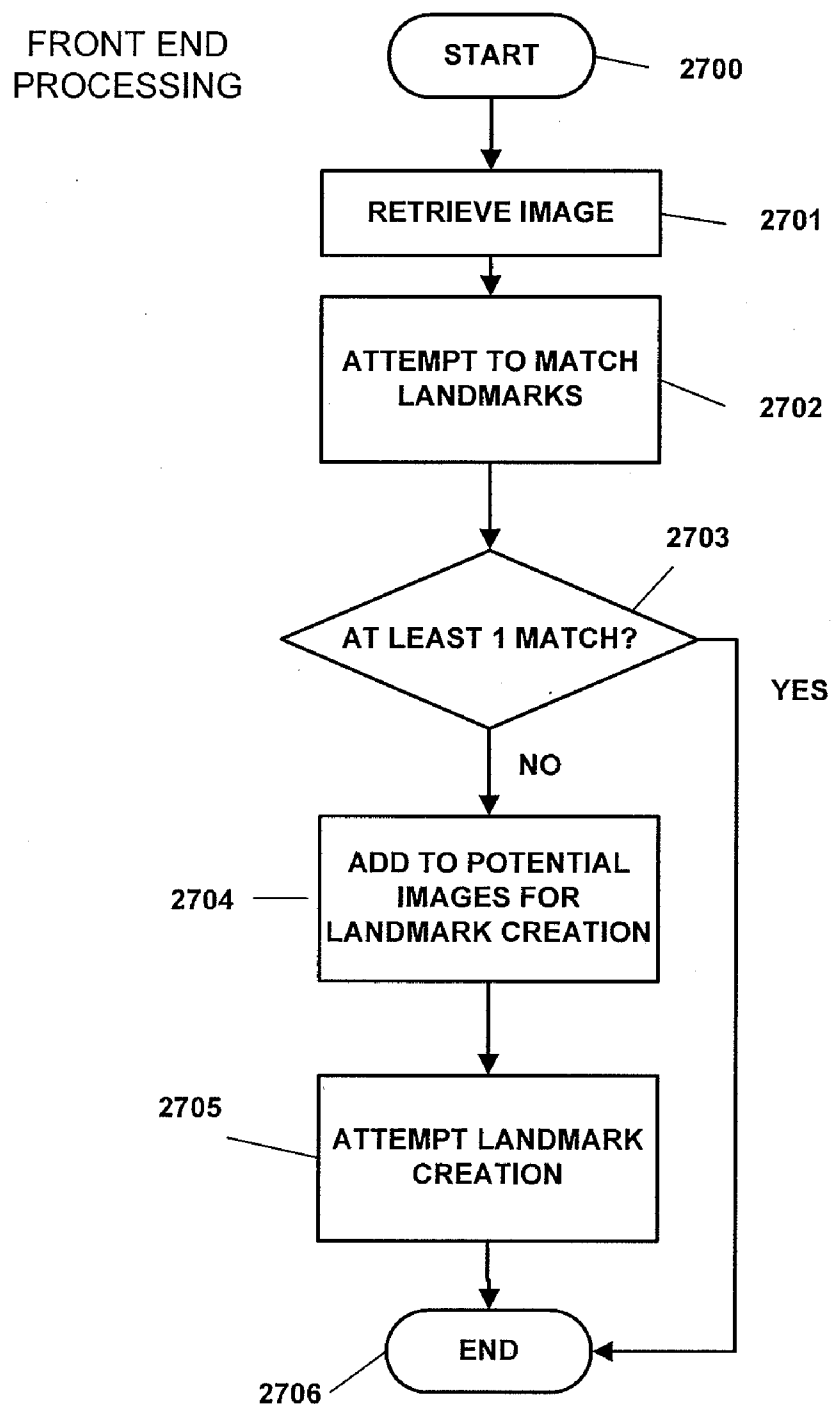 FRONT END
PROCESSING
START
2700
RETRIEVE IMAGE
2701
ATTEMPT TO MATCH
LANDMARKS
2702
2703
AT LEAST 1 MATCH?
YES
NO
ADD TO POTENTIAL
IMAGES FOR
LANDMARK CREATION
2704
2705
ATTEMPT LANDMARK
CREATION
END
2706